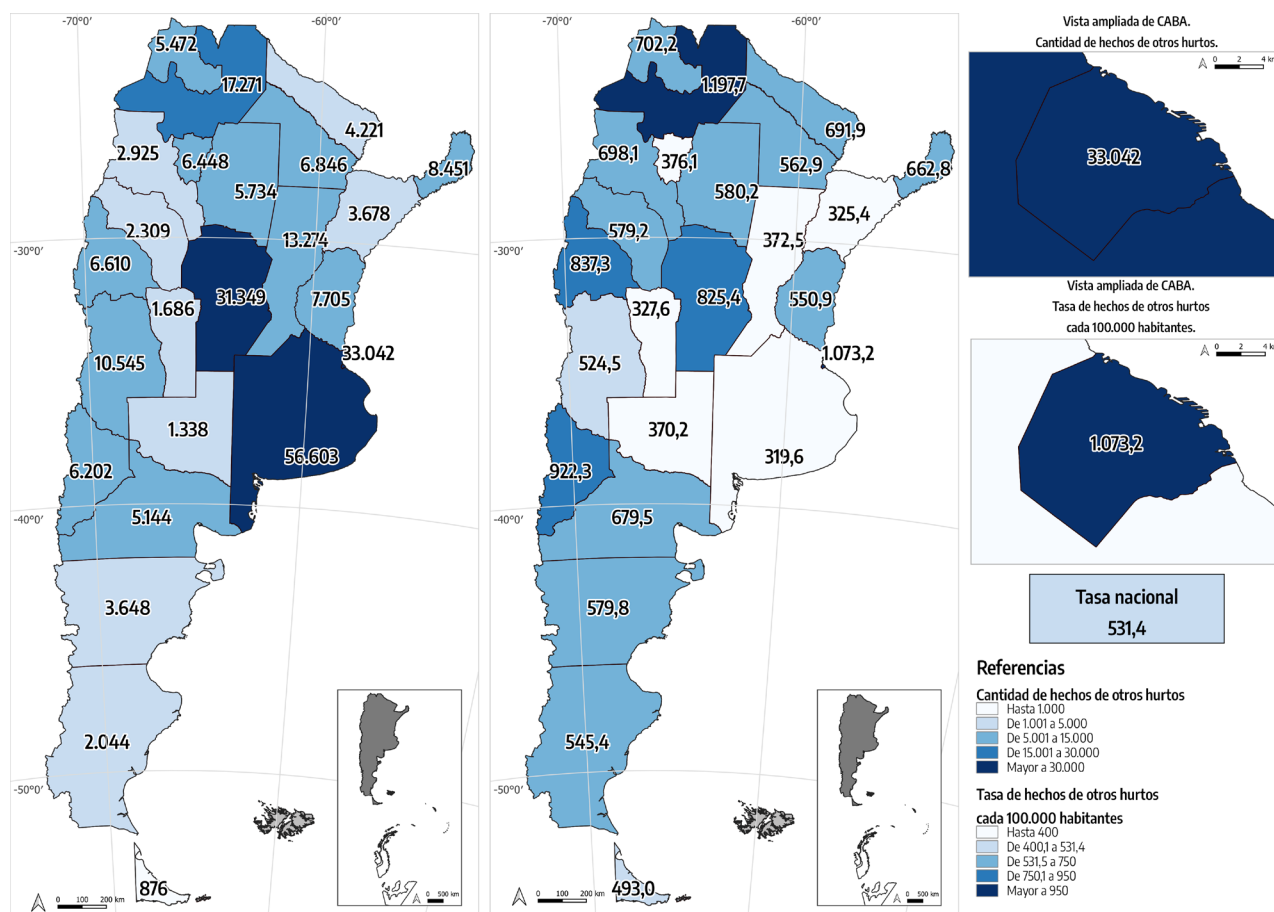 -70°0'
-60°0'
5.472
17.271
4.221
2.925
6.448
6.846
8.451
5.734
3.678
2.309
13.274
-30°0'
6.610
31.349
7.705
1.686
33.042
10.545
1.338
56.603
6.202
5.144
-40°0'
3.648
2.044
-50°0'
876
0 100 200 km
0 500 km
-70°0'
-60°0'
702,2
1.197,7
691,9
698,1
376,1
562,9
662,8
580,2
325,4
579,2
372,5
-30°0'
837,3
825,4
550,9
327,6
1.073,2
524,5
370,2
319,6
922,3
679,5
-40°0'
579,8
545,4
-50°0'
493,0
0 100 200 km
0 500 km
Vista ampliada de CABA.
Cantidad de hechos de otros hurtos.
0 2 4 km
33.042
Vista ampliada de CABA.
Tasa de hechos de otros hurtos
cada 100.000 habitantes.
0 2 4 km
1.073,2
Tasa nacional
531,4
Referencias
Cantidad de hechos de otros hurtos
Hasta 1.000
De 1.001 a 5.000
De 5.001 a 15.000
De 15.001 a 30.000
Mayor a 30.000
Tasa de hechos de otros hurtos
cada 100.000 habitantes
Hasta 400
De 400,1 a 531,4
De 531,5 a 750
De 750,1 a 950
Mayor a 950